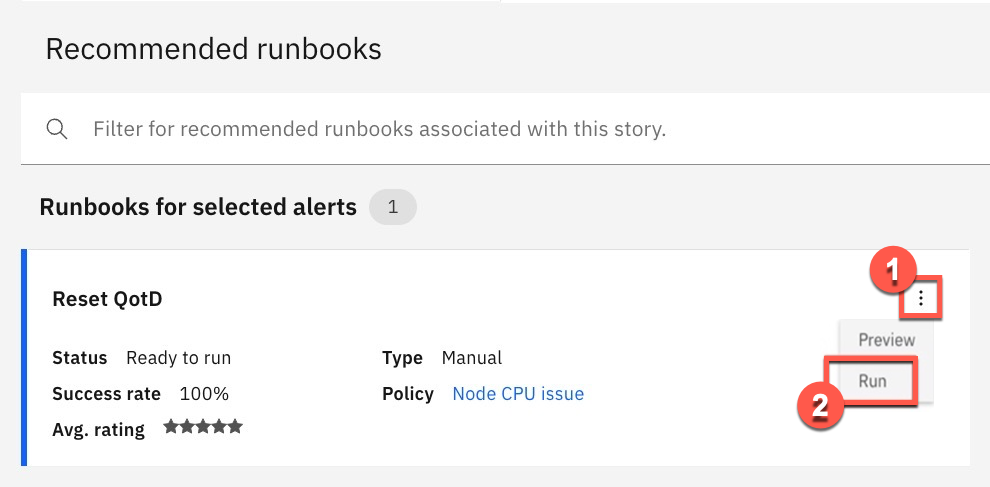 Recommended runbooks
Filter for recommended runbooks associated with this story.
Runbooks for selected alerts 1
1
Reset QotD
Preview
Status Ready to run Type Manual
Run
Success rate 100% Policy Node CPU issue
2
Avg. rating ★★★★★